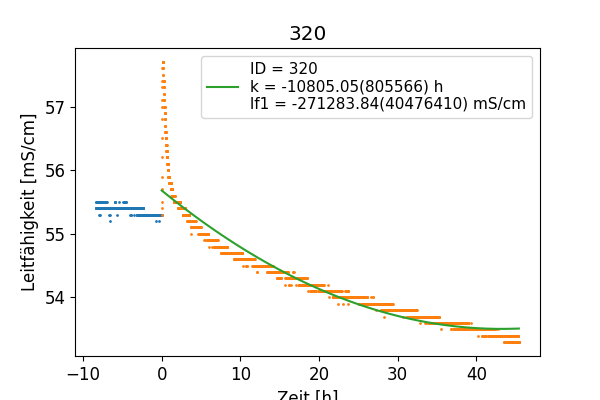 320
ID = 320
k = -10805.05(805566) h
lf1 = -271283.84(40476410) mS/cm
Leitfähigkeit [mS/cm]
57
56
55
54
−10 0 10 20 30 40
Zeit [h]